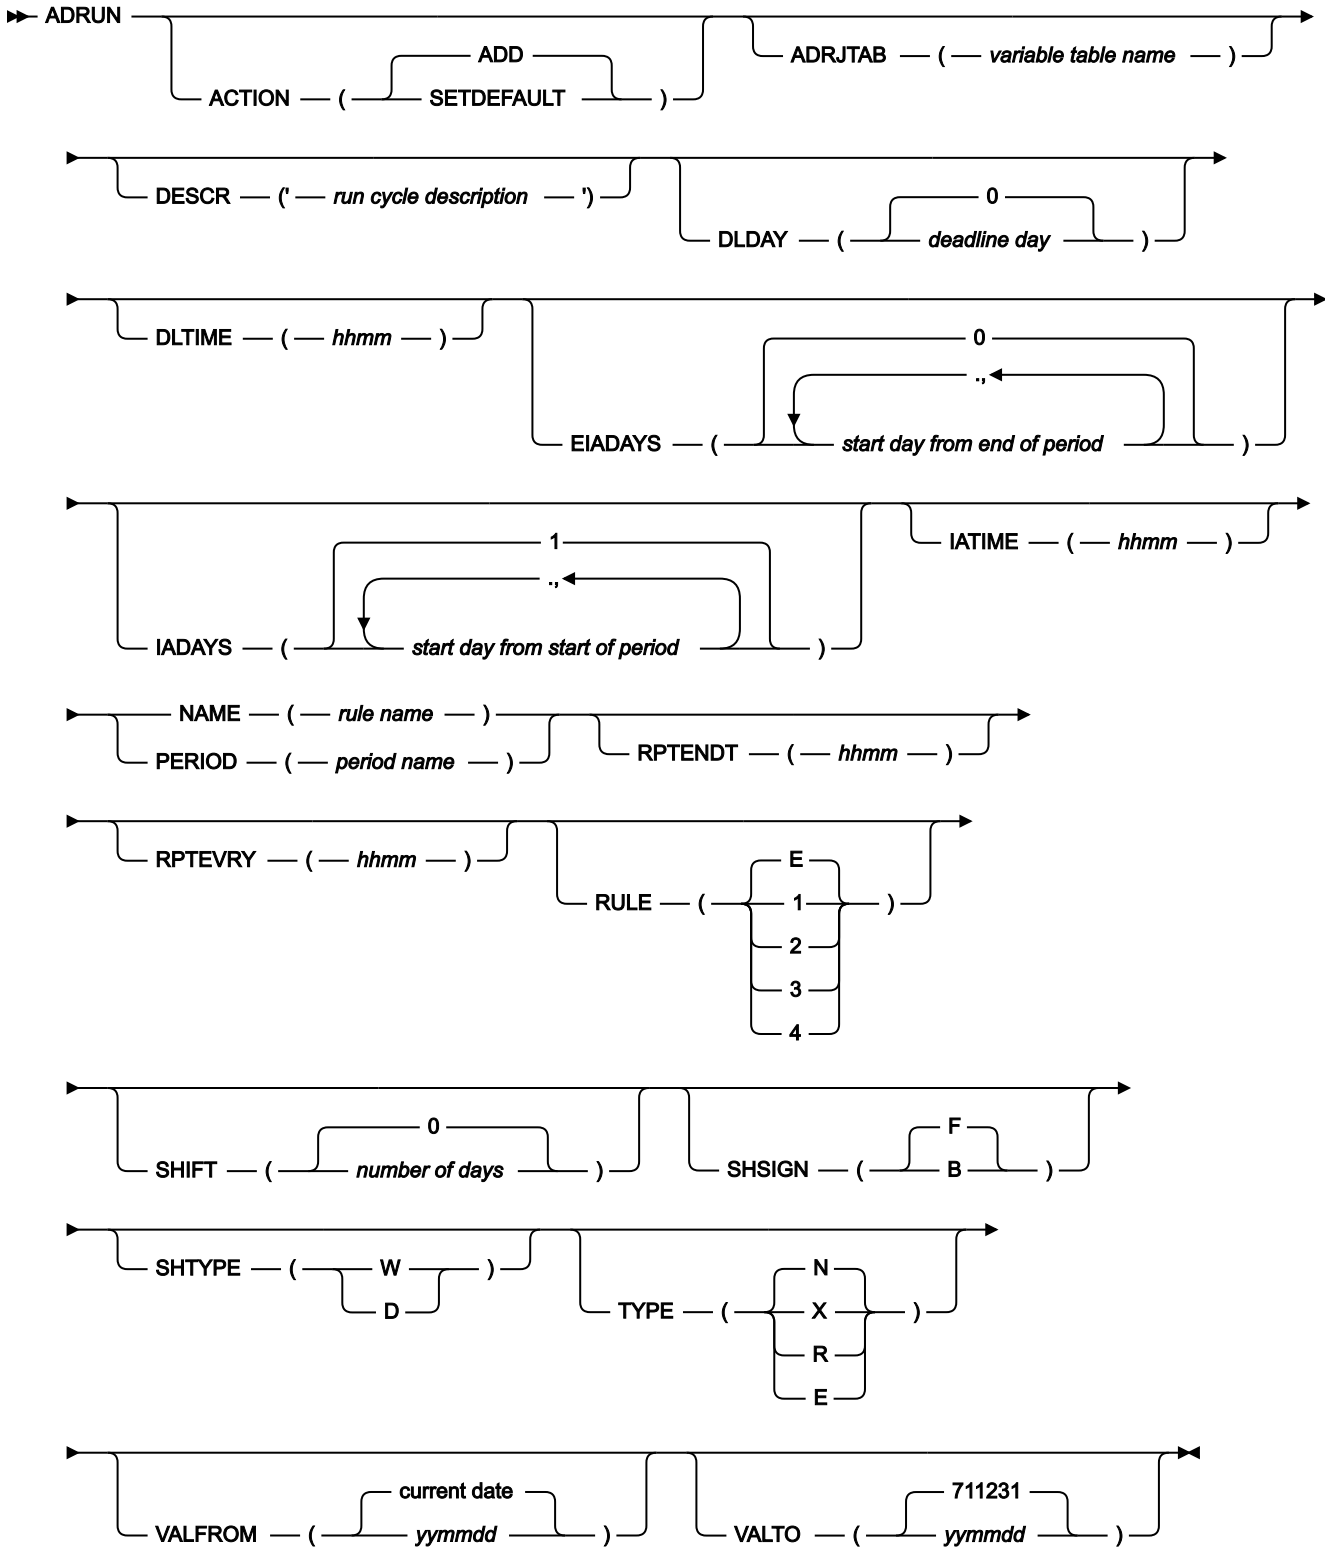 ADRUN
ADD
ACTION ( SETDEFAULT )
ADRJTAB ( variable table name )
DESCR (' run cycle description ')
0
DLDAY ( deadline day )
DLTIME ( hhmm )
0
.,
EIADAYS ( start day from end of period )
1
.,
IADAYS ( start day from start of period )
IATIME ( hhmm )
NAME ( rule name )
PERIOD ( period name )
RPTENDT ( hhmm )
RPTEVRY ( hhmm )
E
RULE ( 1 )
2
3
4
0
SHIFT ( number of days )
F
SHSIGN ( B )
SHTYPE ( W )
D
N
TYPE ( X )
R
E
current date
VALFROM ( yymmdd )
711231
VALTO ( yymmdd )